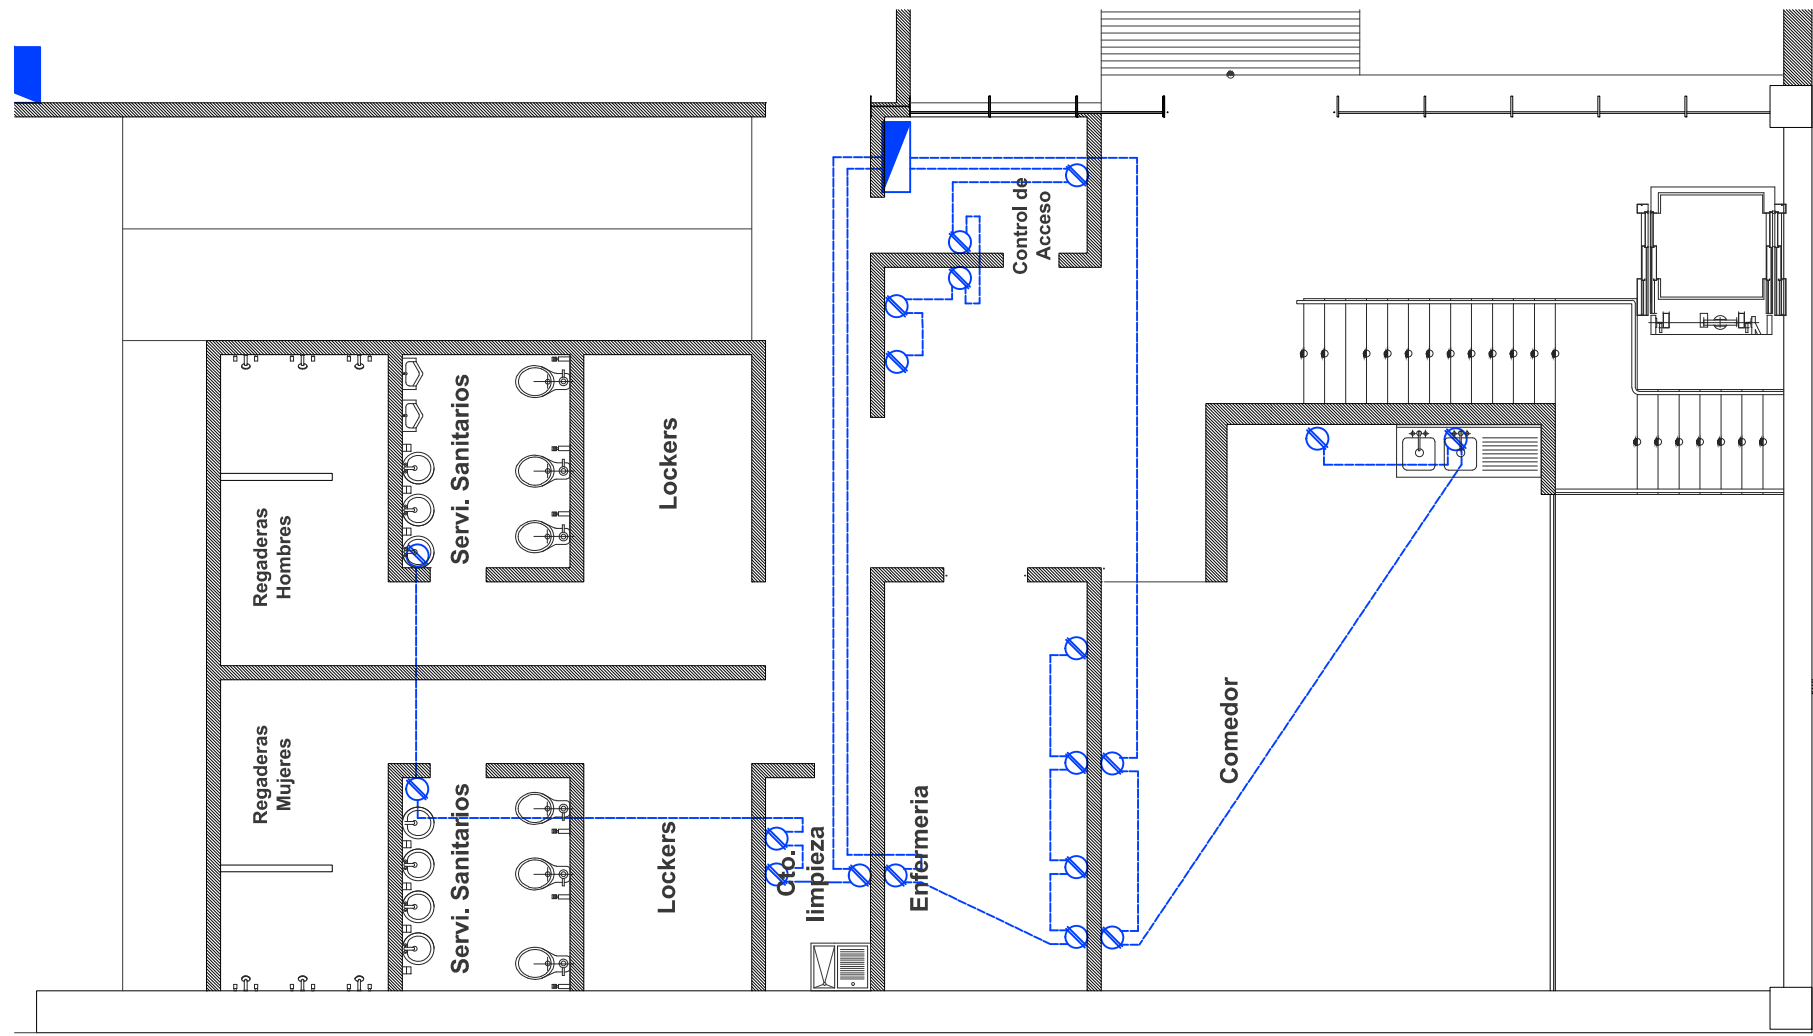 Control de
Acceso
Servi. Sanitarios
Lockers
Regaderas
Hombres
Regaderas
Mujeres
Servi. Sanitarios
Lockers
Cto.
limpieza
Enfermeria
Comedor